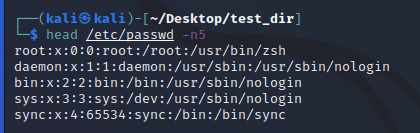 ┌──(kali㉿kali)-[~/Desktop/test_dir]
└─$ head /etc/passwd -n5
root:x:0:0:root:/root:/usr/bin/zsh
daemon:x:1:1:daemon:/usr/sbin:/usr/sbin/nologin
bin:x:2:2:bin:/bin:/usr/sbin/nologin
sys:x:3:3:sys:/dev:/usr/sbin/nologin
sync:x:4:65534:sync:/bin:/bin/sync